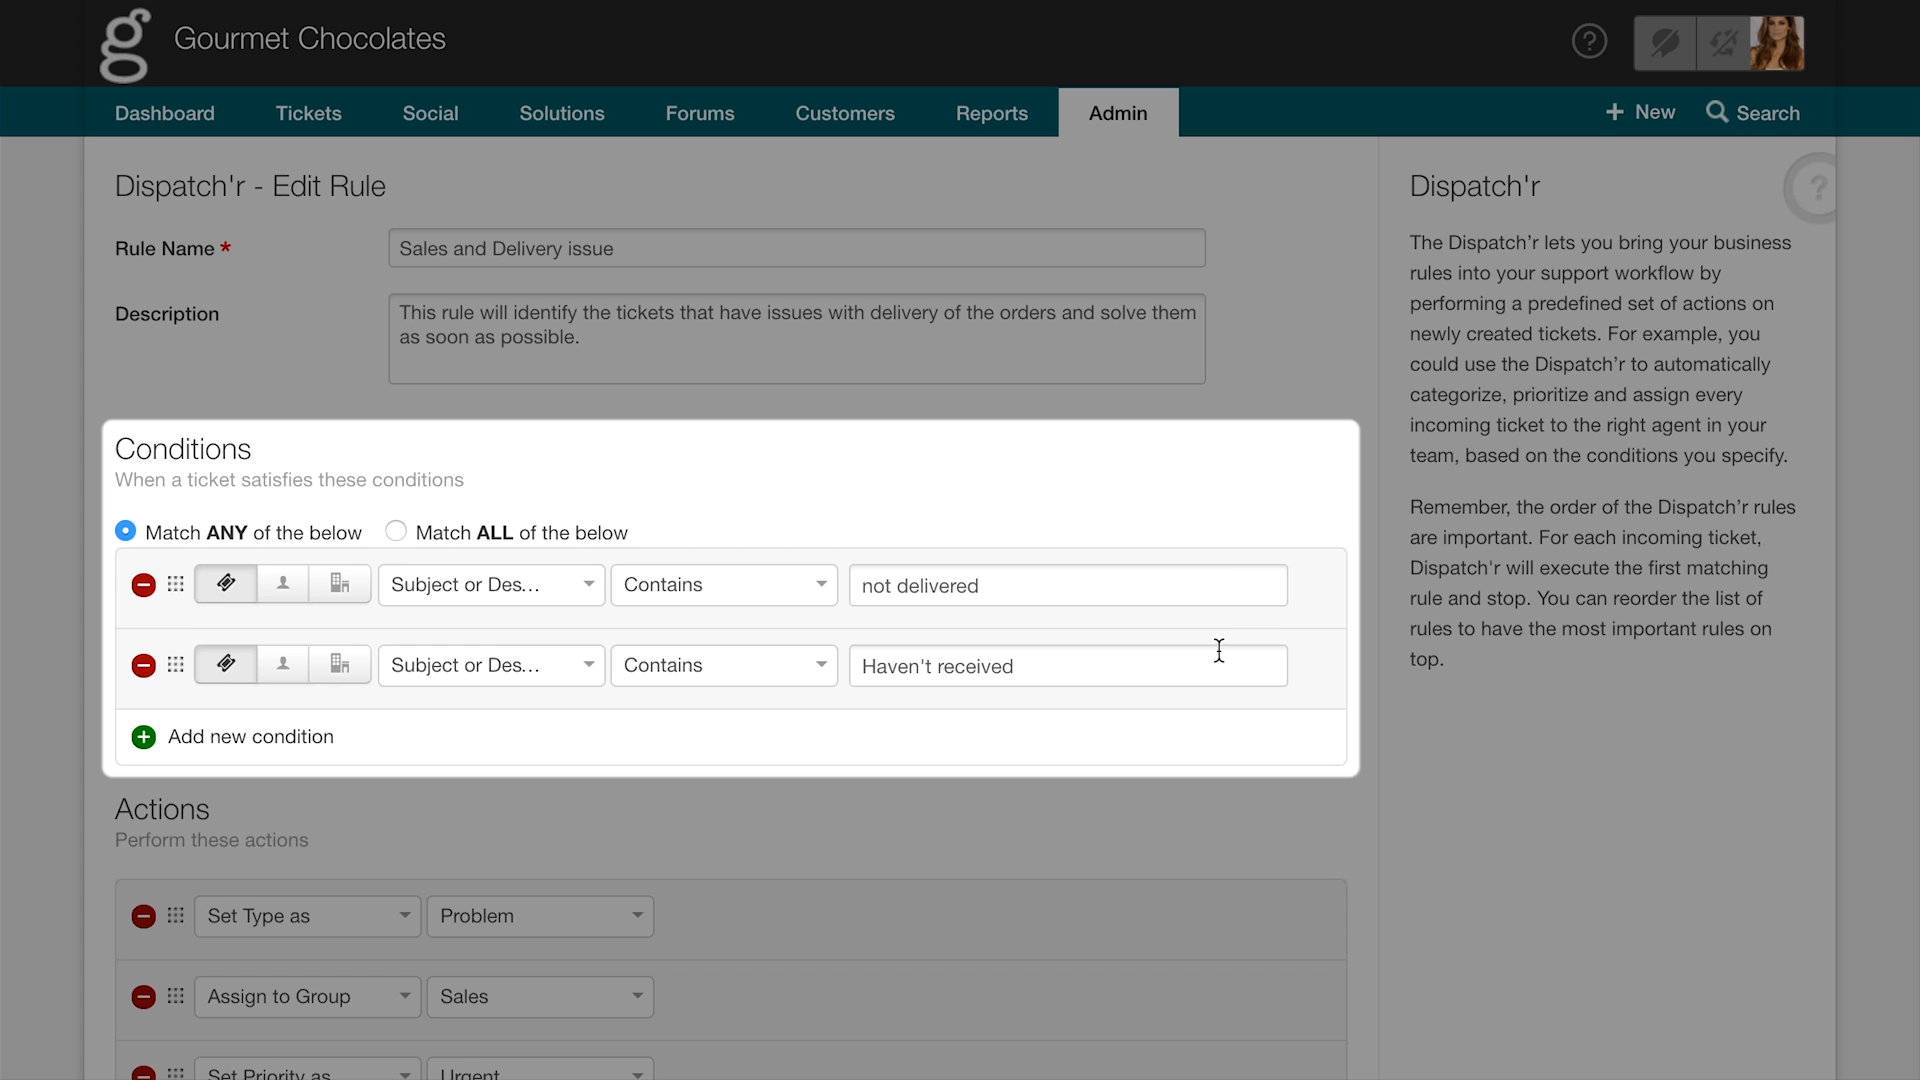 g Gourmet Chocolates
?
Dashboard Tickets Social Solutions Forums Customers Reports Admin + New Search
Dispatch'r - Edit Rule
Rule Name * Sales and Delivery issue
Description This rule will identify the tickets that have issues with delivery of the orders and solve them
as soon as possible.
Conditions
When a ticket satisfies these conditions
Match ANY of the below Match ALL of the below
Subject or Des... Contains not delivered
Subject or Des... Contains Haven't received
Add new condition
Actions
Perform these actions
Set Type as Problem
Assign to Group Sales
Set Priority as Urgent
Dispatch'r
?
The Dispatch’r lets you bring your business
rules into your support workflow by
performing a predefined set of actions on
newly created tickets. For example, you
could use the Dispatch’r to automatically
categorize, prioritize and assign every
incoming ticket to the right agent in your
team, based on the conditions you specify.
Remember, the order of the Dispatch’r rules
are important. For each incoming ticket,
Dispatch'r will execute the first matching
rule and stop. You can reorder the list of
rules to have the most important rules on
top.